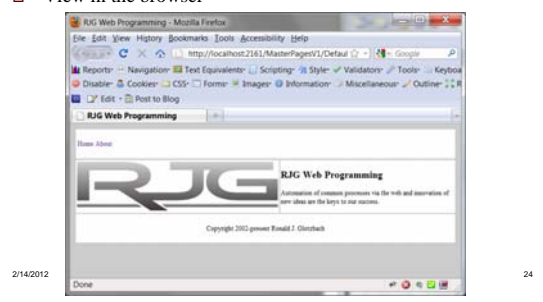 View in the browser
RJG Web Programming - Mozilla Firefox
File Edit View History Bookmarks Tools Accessibility Help
http://localhost:2161/MasterPagesV1/Defaul Google
Reports Navigation Text Equivalents Scripting Style Validators Tools Keyboa
Disable Cookies CSS Forms Images Information Miscellaneous Outline
Edit Post to Blog
RJG Web Programming
Home About
RJG
RJG Web Programming
Automation of common processes via the web and innovation of
new ideas are the keys to our success.
Copyright 2002-present Ronald J. Glotzbach
2/14/2012
24
Done